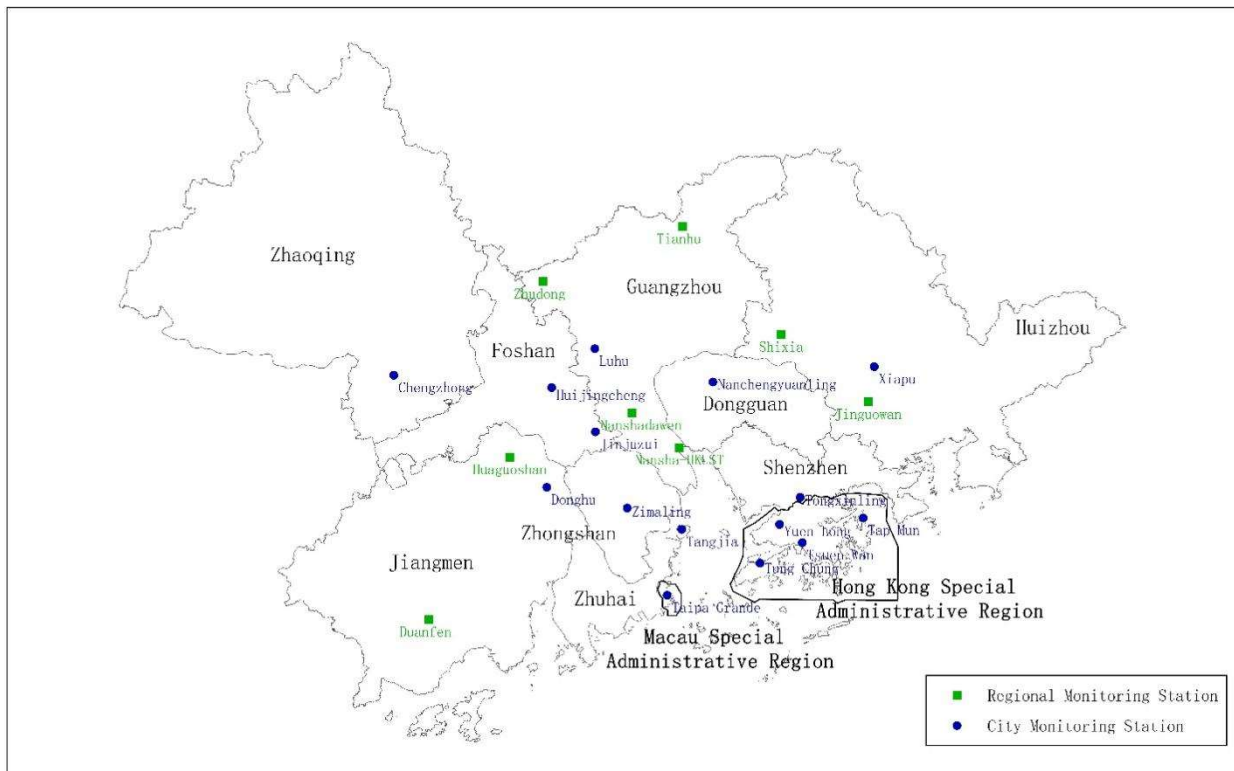 Tianhu
Zhaoqing
Guangzhou
Zhudong
Huizhou
Shixia
Foshan
Luhu
Xiapu
Chengzhong
Nanchengyuanling
Huijingcheng
Dongguan
Jinguowan
Nanshadawen
Jinjuzui
Nansha-HKUST
Huaguoshan
Shenzhen
Donghu
Tongxinling
Zimaling
Zhongshan
Yuen Long
Tap Mun
Tangjia
Tsuen Wan
Jiangmen
Tung Chung
Zhuhai
Hong Kong Special
Administrative Region
Taipa Grande
Duanfen
Macau Special
Administrative Region
Regional Monitoring Station
City Monitoring Station